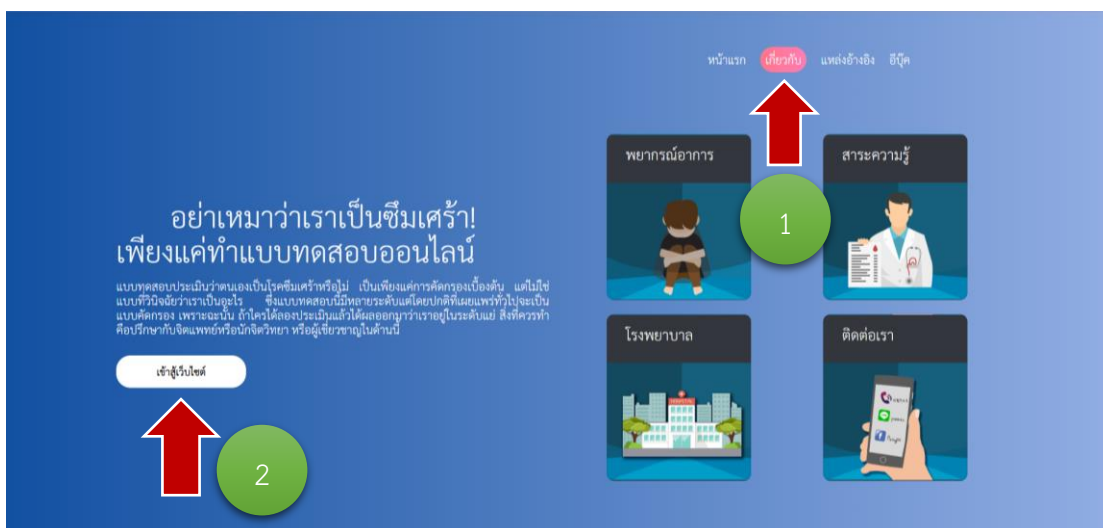 หน้าแรก เกี่ยวกับ แหล่งอ้างอิง อีบุ๊ค
พยากรณ์อาการ
สาระความรู้
1
อย่าเหมาว่าเราเป็นซึมเศร้า!
เพียงแค่ทำแบบทดสอบออนไลน์
แบบทดสอบประเมินว่าตนเองเป็นโรคซึมเศร้าหรือไม่ เป็นเพียงแค่การคัดกรองเบื้องต้น แต่ไม่ใช่
แบบที่วินิจฉัยว่าเราเป็นอะไร ซึ่งแบบทดสอบนี้มีหลายระดับแต่โดยปกติที่เผยแพร่ทั่วไปจะเป็น
แบบคัดกรอง เพราะฉะนั้น ถ้าใครได้ลองประเมินแล้วได้ผลออกมาว่าเราอยู่ในระดับแย่ สิ่งที่ควรทำ
คือปรึกษากับจิตแพทย์หรือนักจิตวิทยา หรือผู้เชี่ยวชาญในด้านนี้
เข้าสู่เว็บไซต์
2
โรงพยาบาล
ติดต่อเรา